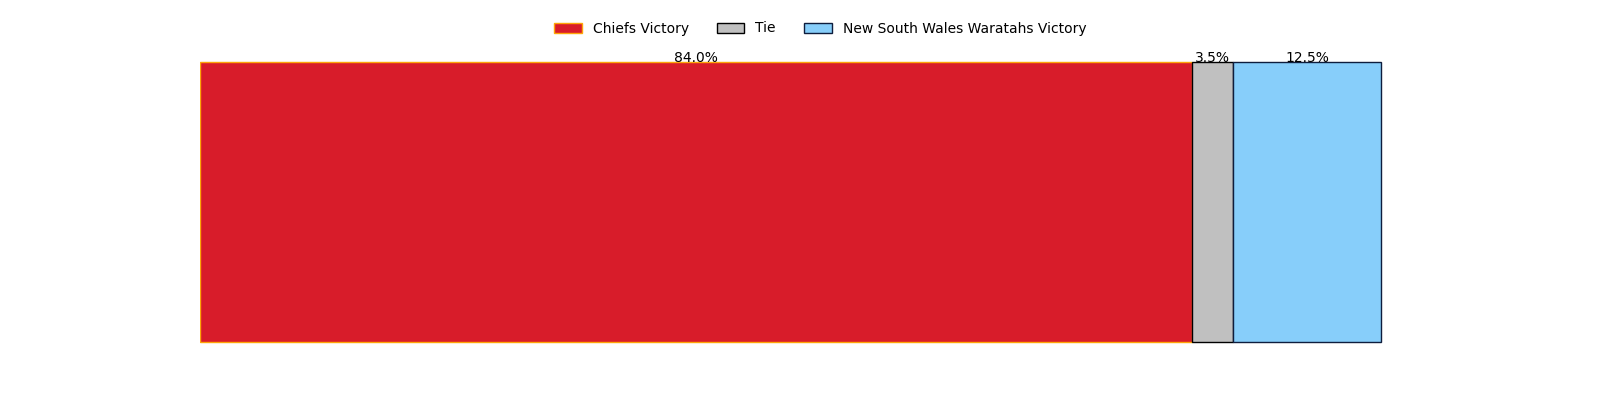 Chiefs Victory Tie New South Wales Waratahs Victory
84.0% 3.5% 12.5%